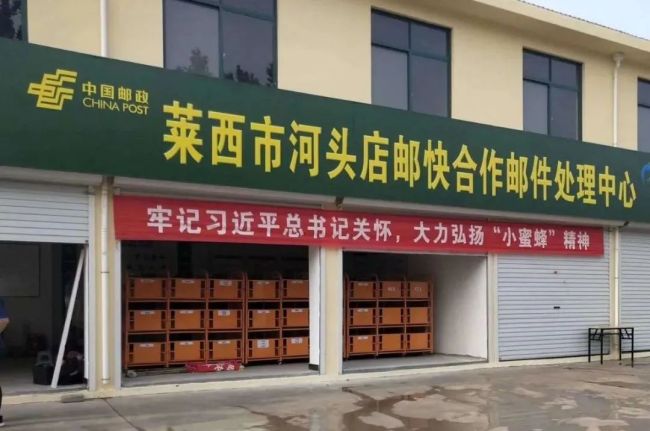 中国邮政
CHINA POST
莱西市河头店邮快合作邮件处理中心
牢记习近平总书记关怀，大力弘扬“小蜜蜂”精神